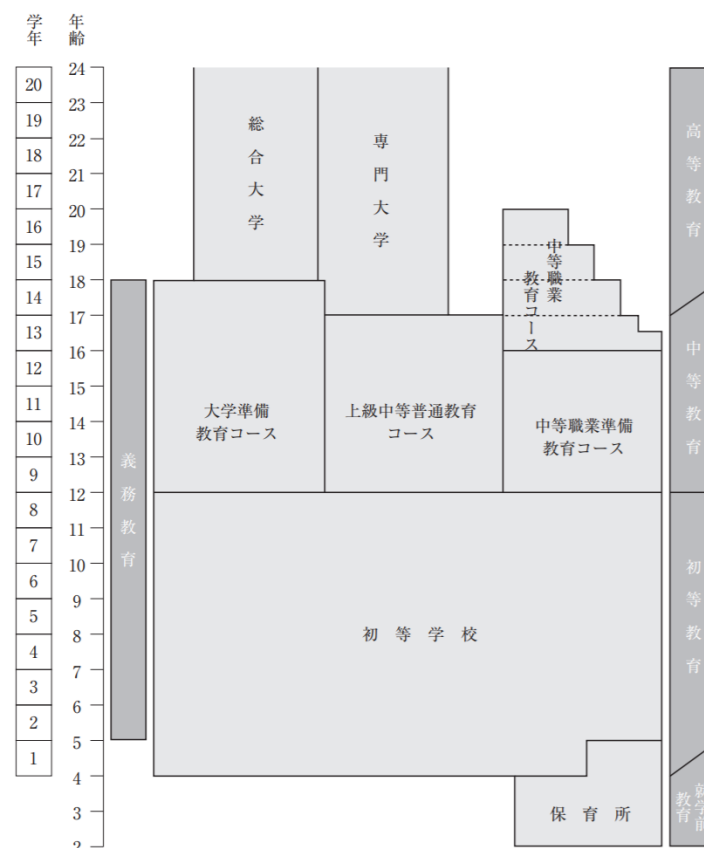 学年
年齢
24
20
23
19
22
18
21
17
20
16
19
15
18
14
17
13
16
12
15
11
14
10
13
9
12
8
11
7
10
6
9
5
8
4
7
3
6
2
5
1
4
3
2
義務教育
総合大学
専門大学
中等職業
教育コース
大学準備
教育コース
上級中等普通教育
コース
中等職業準備
教育コース
初等学校
保育所
高等教育
中等教育
初等教育
就学前
教育